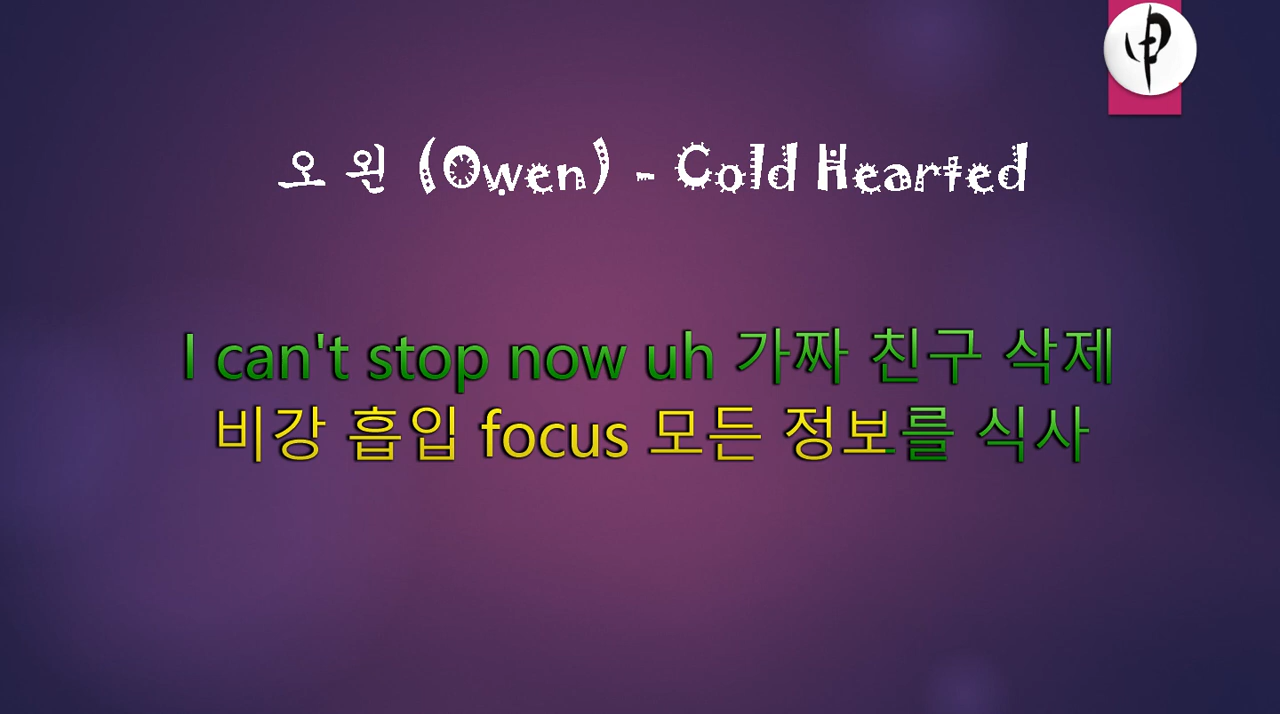 오왼 (Owen) - Cold Hearted
I can't stop now uh 가짜 친구 삭제
비강 흡입 focus 모든 정보를 식사